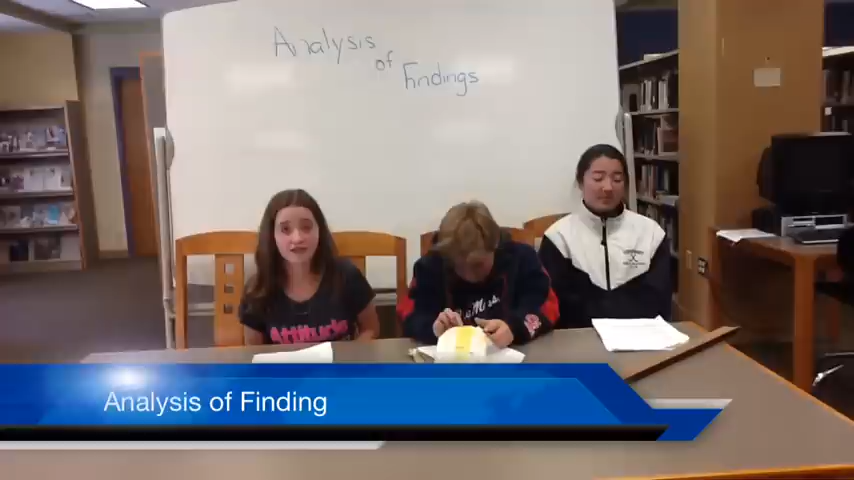 Analysis
of
Findings
Attitude
Analysis of Finding